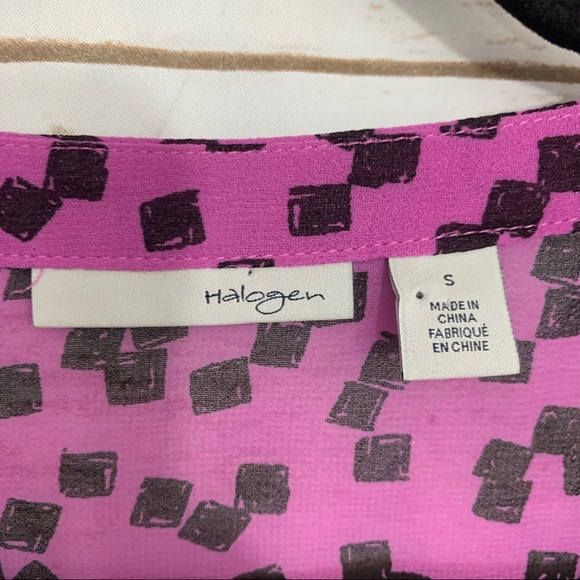 Halogen
S
MADE IN
CHINA
FABRIQUÉ
EN CHINE